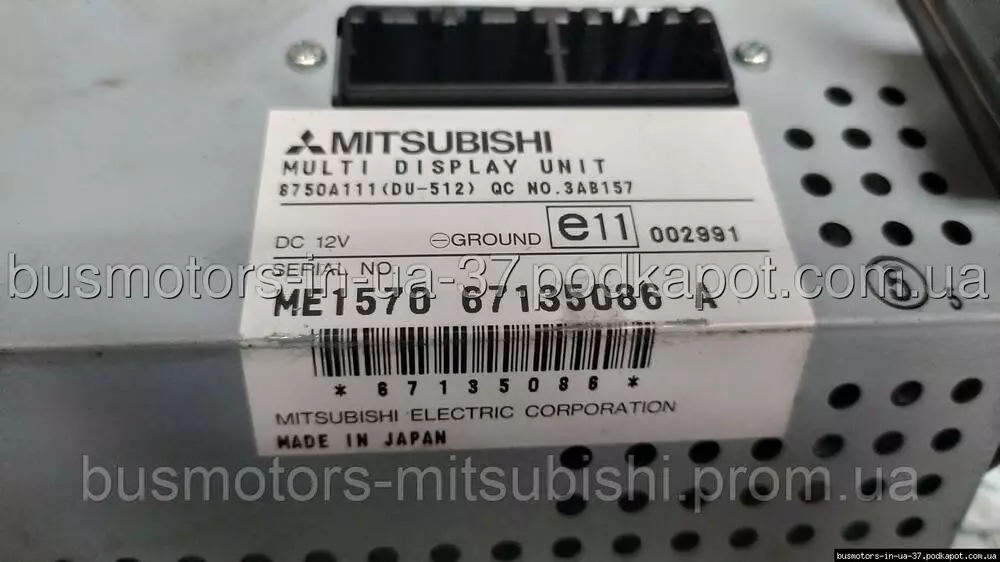 MITSUBISHI
MULTI DISPLAY UNIT
8750A111(DU-512) QC NO.3AB157
DC 12V ⊖GROUND e11 002991
SERIAL NO.
busmotors-in-ua-37.podkapot.com-ua
ME1570 67135086 A
5
*67135086*
MITSUBISHI ELECTRIC CORPORATION
MADE IN JAPAN
busmotors-mitsubishi.prom.ua
busmotors-in-ua-37.podkapot.com-ua